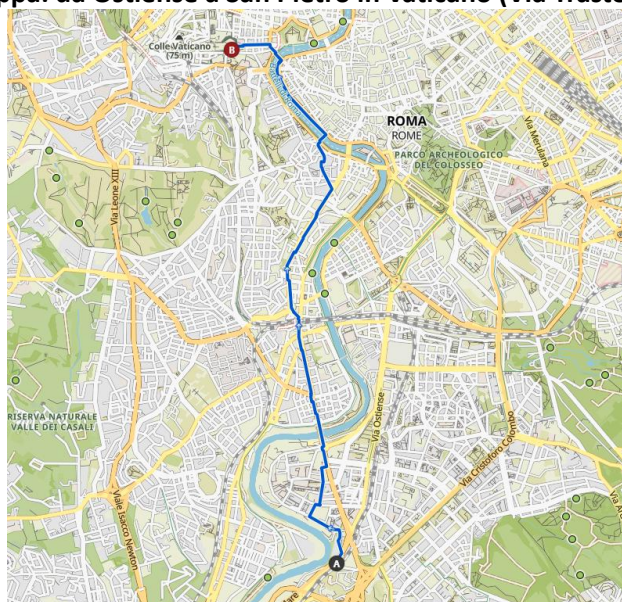 ppa: da Ostiense a San Pietro in Vaticano (Via Traste
Colle Vaticano
(75 m)
B
ROMA
ROME
PARCO ARCHEOLOGICO
DEL COLOSSEO
Via Merulana
Via Leone XIII
RISERVA NATURALE
VALLE DEI CASALI
Via Ostiense
Via Cristoforo Colombo
Viale Isacco Newton
A